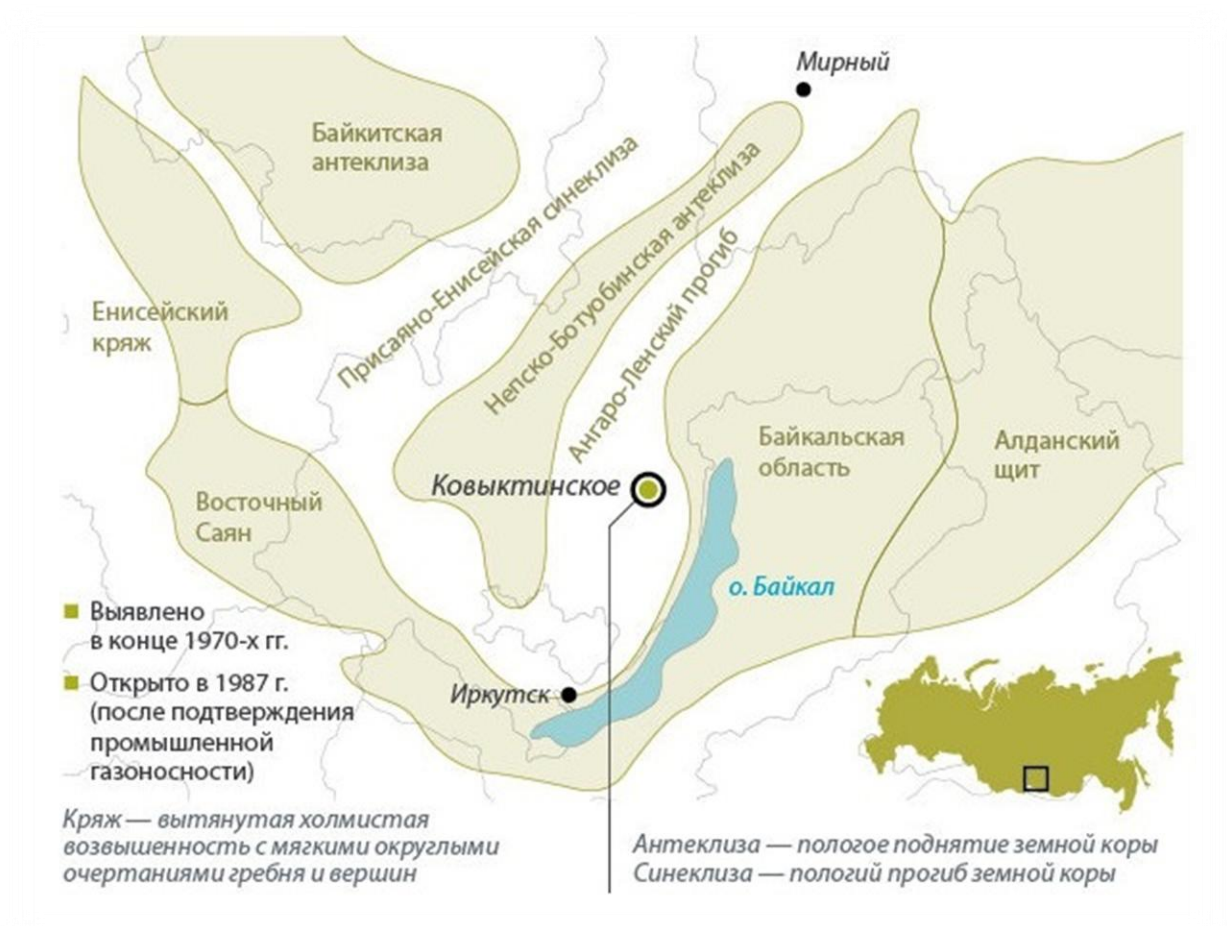 Мирный
Байкитская
антеклиза
Присаяно-Енисейская синеклиза
Непско-Ботуобинская антеклиза
Ангаро-Ленский прогиб
Енисейский
кряж
Байкальская
область
Алданский
щит
Ковыктинское
Восточный
Саян
о. Байкал
Выявлено
в конце 1970-х гг.
Открыто в 1987 г.
(после подтверждения
промышленной
газоносности)
Иркутск
Кряж — вытянутая холмистая
возвышенность с мягкими округлыми
очертаниями гребня и вершин
Антеклиза — пологое поднятие земной коры
Синеклиза — пологий прогиб земной коры